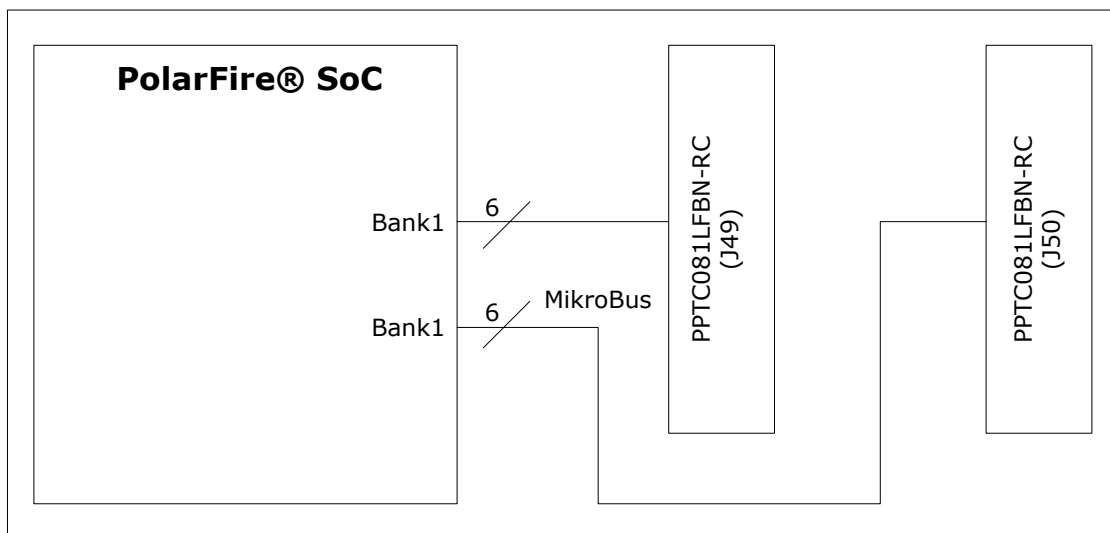 PolarFire® SoC
Bank1
6
PPTC081LFBN-RC
(J49)
PPTC081LFBN-RC
(J50)
Bank1
6
MikroBus